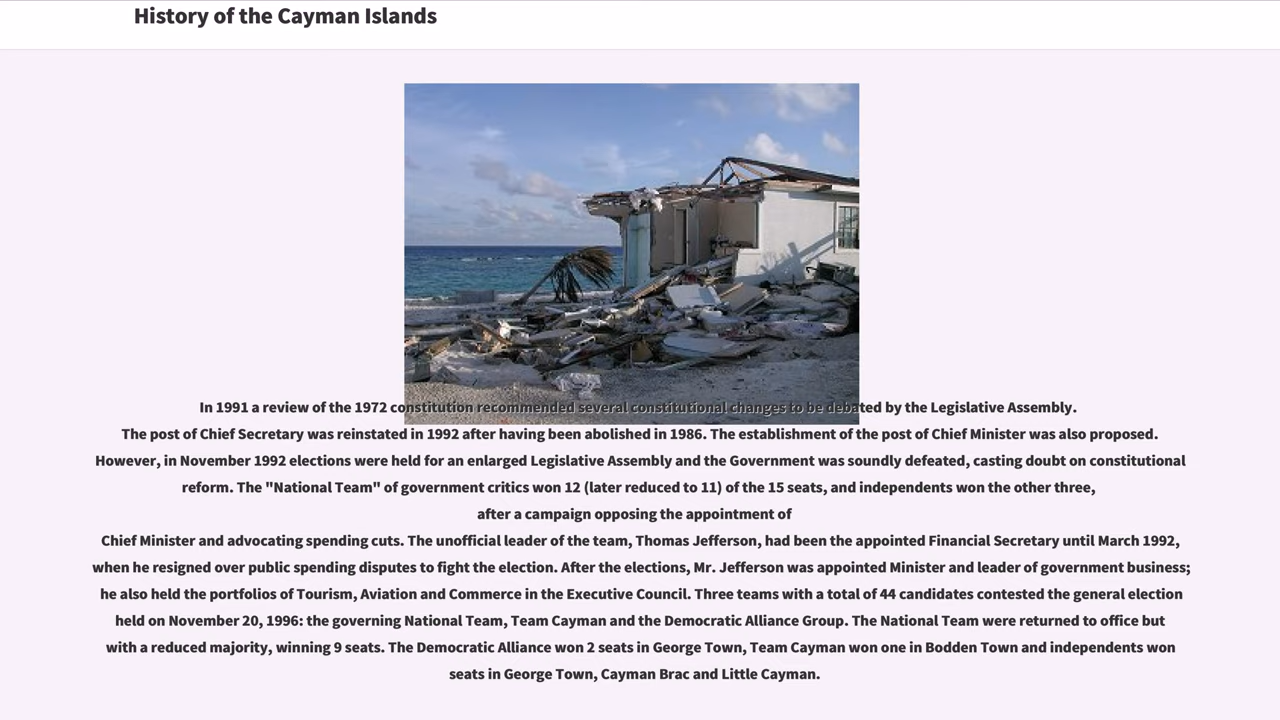 History of the Cayman Islands
In 1991 a review of the 1972 constitution recommended several constitutional changes to be debated by the Legislative Assembly.
The post of Chief Secretary was reinstated in 1992 after having been abolished in 1986. The establishment of the post of Chief Minister was also proposed.
However, in November 1992 elections were held for an enlarged Legislative Assembly and the Government was soundly defeated, casting doubt on constitutional
reform. The "National Team" of government critics won 12 (later reduced to 11) of the 15 seats, and independents won the other three,
after a campaign opposing the appointment of
Chief Minister and advocating spending cuts. The unofficial leader of the team, Thomas Jefferson, had been the appointed Financial Secretary until March 1992,
when he resigned over public spending disputes to fight the election. After the elections, Mr. Jefferson was appointed Minister and leader of government business;
he also held the portfolios of Tourism, Aviation and Commerce in the Executive Council. Three teams with a total of 44 candidates contested the general election
held on November 20, 1996: the governing National Team, Team Cayman and the Democratic Alliance Group. The National Team were returned to office but
with a reduced majority, winning 9 seats. The Democratic Alliance won 2 seats in George Town, Team Cayman won one in Bodden Town and independents won
seats in George Town, Cayman Brac and Little Cayman.